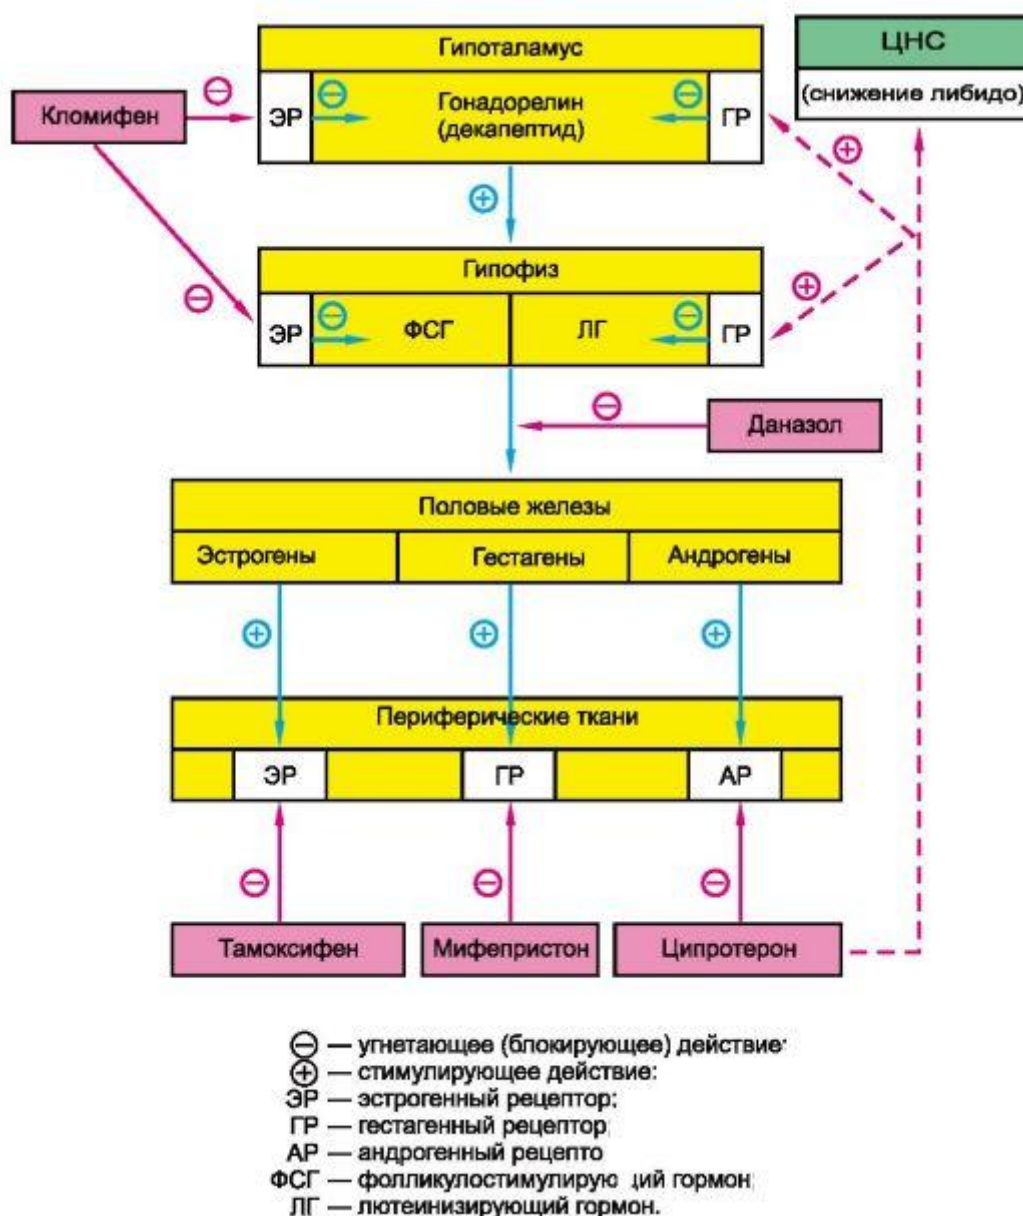 Гипоталамус
ЦНС
(снижение либидо)
Кломифен
ЭР
Гонадорелин
(декапептид)
ГР
Гипофиз
ЭР
ФСГ
ЛГ
ГР
Даназол
Половые железы
Эстрогены
Гестагены
Андрогены
Периферические ткани
ЭР
ГР
АР
Тамоксифен
Мифепристон
Ципротерон
⊖ — угнетающее (блокирующее) действие;
⊕ — стимулирующее действие;
ЭР — эстрогенный рецептор;
ГР — гестагенный рецептор;
АР — андрогенный рецепто
ФСГ — фолликулостимулирую щий гормон
ЛГ — лютеинизирующий гормон.